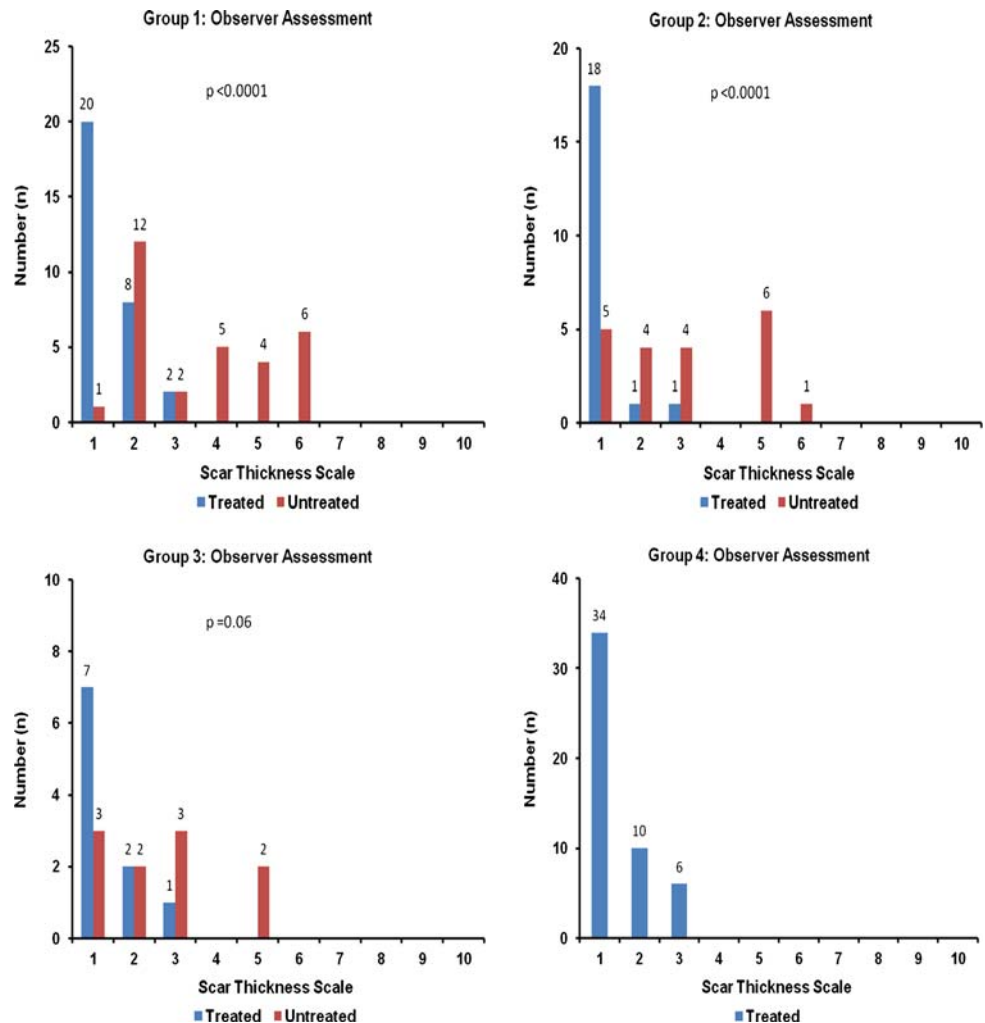 Group 1: Observer Assessment
25
20
15
10
5
0
Number (n)
p <0.0001
20
1
8
12
2 2
5
4
6
1 2 3 4 5 6 7 8 9 10
Scar Thickness Scale
Treated Untreated
Group 2: Observer Assessment
20
15
10
5
0
Number (n)
p <0.0001
18
5
1
4
1
4
6
1
1 2 3 4 5 6 7 8 9 10
Scar Thickness Scale
Treated Untreated
Group 3: Observer Assessment
10
8
6
4
2
0
Number (n)
p =0.06
7
3
2 2
1
3
2
1 2 3 4 5 6 7 8 9 10
Scar Thickness Scale
Treated Untreated
Group 4: Observer Assessment
40
30
20
10
0
Number (n)
34
10
6
1 2 3 4 5 6 7 8 9 10
Scar Thickness Scale
Treated